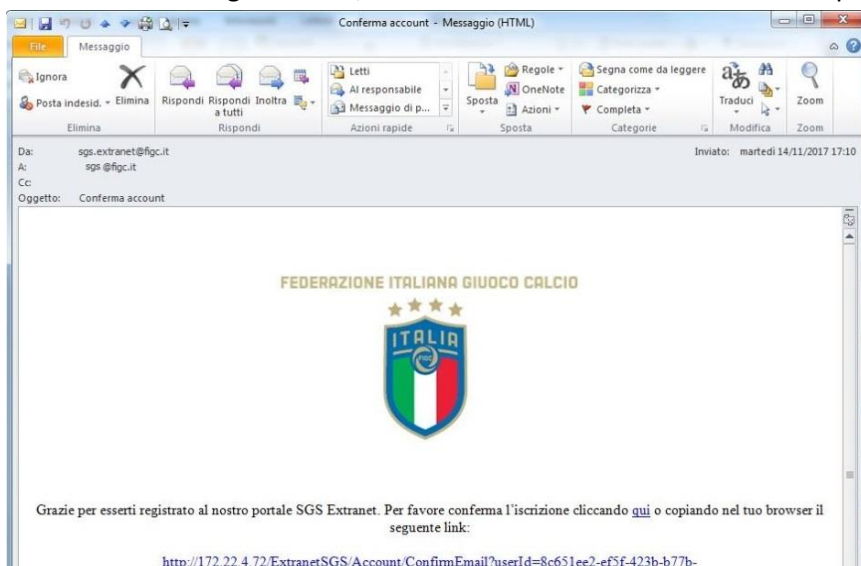 Conferma account - Messaggio (HTML)
File Messaggio
Ignora
Posta indesid.
Elimina
Elimina
Rispondi Rispondi a tutti Inoltra
Rispondi
Letti
Al responsabile
Messaggio di p...
Azioni rapide
Sposta
Regole
OneNote
Azioni
Sposta
Segna come da leggere
Categorizza
Completa
Categorie
Traduci
Modifica
Zoom
Zoom
Da: sgs.extranet@figc.it
Inviato: martedì 14/11/2017 17:10
A: sgs @figc.it
Cc:
Oggetto: Conferma account
FEDERAZIONE ITALIANA GIUOCO CALCIO
ITALIA
FIGC
Grazie per esserti registrato al nostro portale SGS Extranet. Per favore conferma l'iscrizione cliccando qui o copiando nel tuo browser il
seguente link:
http://172.22.4.72/ExtranetSGS/Account/ConfirmEmail?userId=8c651ee2-ef5f-423b-b77b-